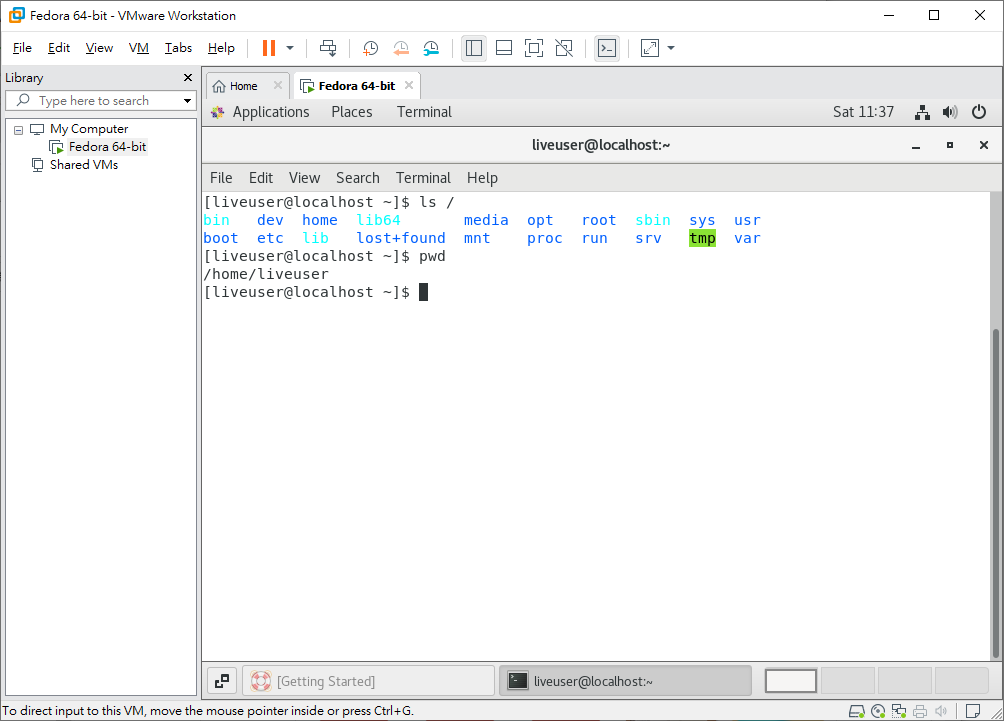 Fedora 64-bit - VMware Workstation
File Edit View VM Tabs Help
Library
Type here to search
My Computer
Fedora 64-bit
Shared VMs
Home Fedora 64-bit
Applications Places Terminal Sat 11:37
liveuser@localhost:~
File Edit View Search Terminal Help
[liveuser@localhost ~]$ ls /
bin dev home lib64 media opt root sbin sys usr
boot etc lib lost+found mnt proc run srv tmp var
[liveuser@localhost ~]$ pwd
/home/liveuser
[liveuser@localhost ~]$
[Getting Started] liveuser@localhost:~
To direct input to this VM, move the mouse pointer inside or press Ctrl+G.